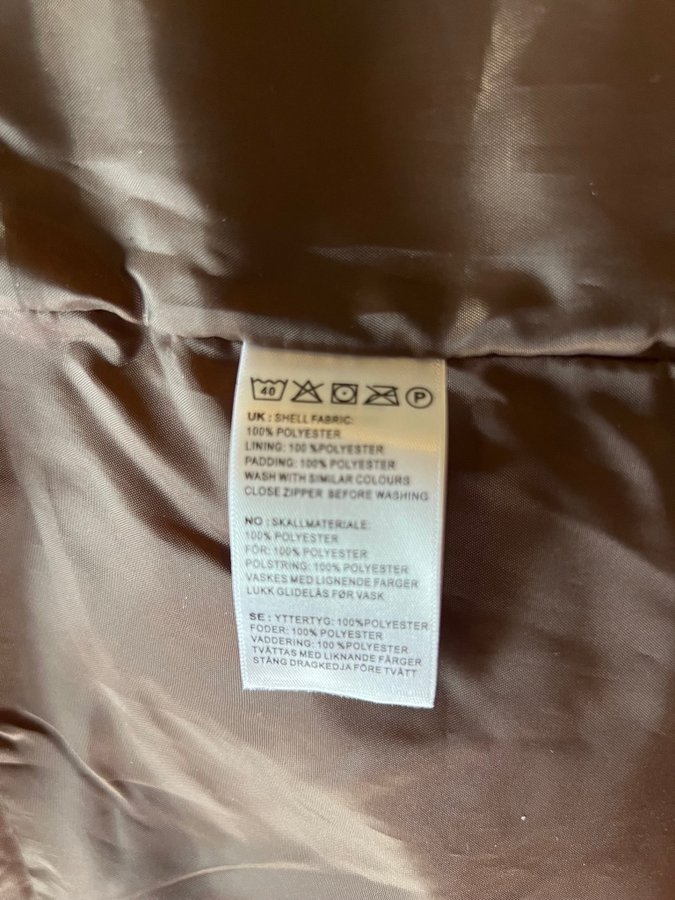 40 P
UK : SHELL FABRIC:
100% POLYESTER
LINING: 100 %POLYESTER
PADDING: 100% POLYESTER
WASH WITH SIMILAR COLOURS
CLOSE ZIPPER BEFORE WASHING
NO : SKALLMATERIALE:
100% POLYESTER
FÓR: 100% POLYESTER
POLSTRING: 100% POLYESTER
VASKES MED LIGNENDE FARGER
LUKK GLIDELÅS FØR VASK
SE : YTTERTYG: 100%POLYESTER
FODER: 100% POLYESTER
VADDERING: 100 %POLYESTER
TVÄTTAS MED LIKNANDE FÄRGER
STÄNG DRAGKEDJA FÖRE TVÄTT